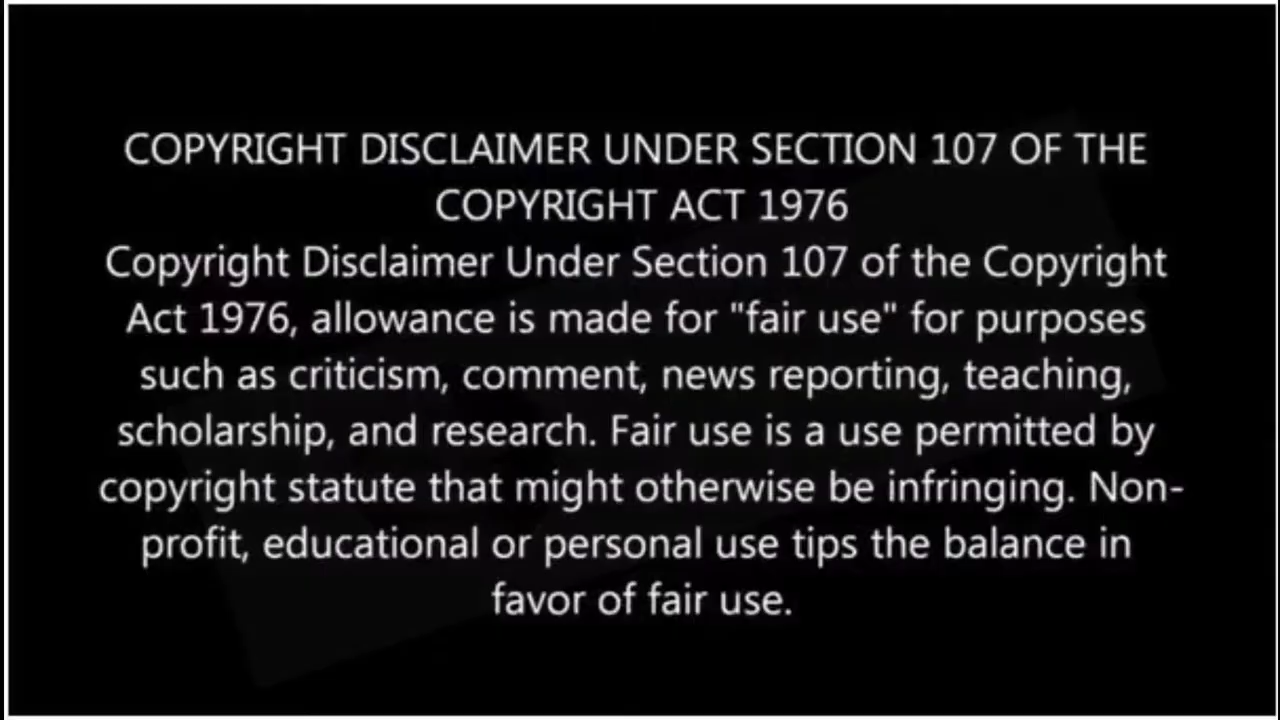 COPYRIGHT DISCLAIMER UNDER SECTION 107 OF THE
COPYRIGHT ACT 1976
Copyright Disclaimer Under Section 107 of the Copyright
Act 1976, allowance is made for "fair use" for purposes
such as criticism, comment, news reporting, teaching,
scholarship, and research. Fair use is a use permitted by
copyright statute that might otherwise be infringing. Non-
profit, educational or personal use tips the balance in
favor of fair use.